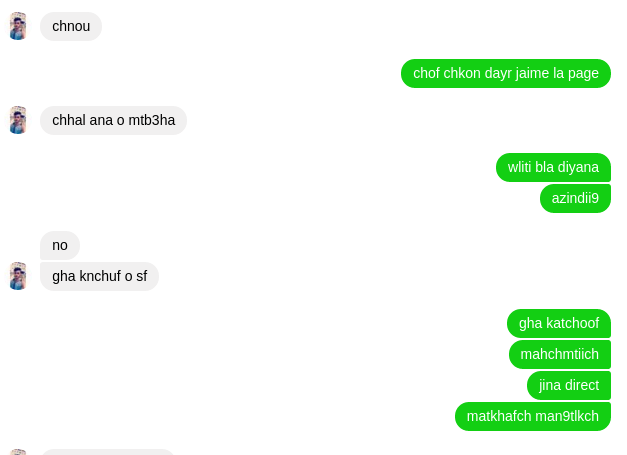 chnou
chof chkon dayr jaime la page
chhal ana o mtb3ha
wliti bla diyana
azindii9
no
gha knchuf o sf
gha katchoof
mahchmtiich
jina direct
matkhafch man9tlkch